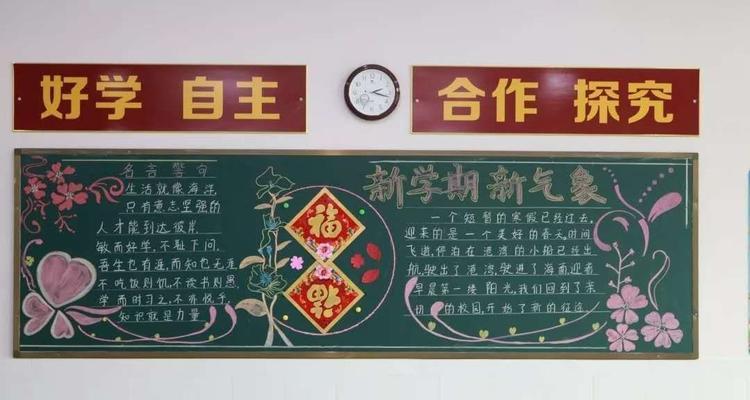 好学 自主
合作 探究
名言警句
生活就像海洋
只有意志坚强的
人才能到达彼岸
敏而好学,不耻下问
吾生也有涯,而知也无涯
不吃饭则饥,不读书则愚
学而时习之,不亦悦乎
知识就是力量
福
福
新学期新气象
一个短暂的寒假已经过去,
迎来的是一个美好的春天,时间
飞逝,停泊在港湾的小船已经出
航,驶出了港湾,驶进了海面,迎着
早晨第一缕阳光,我们回到了亲
切的校园,开始了新的征途